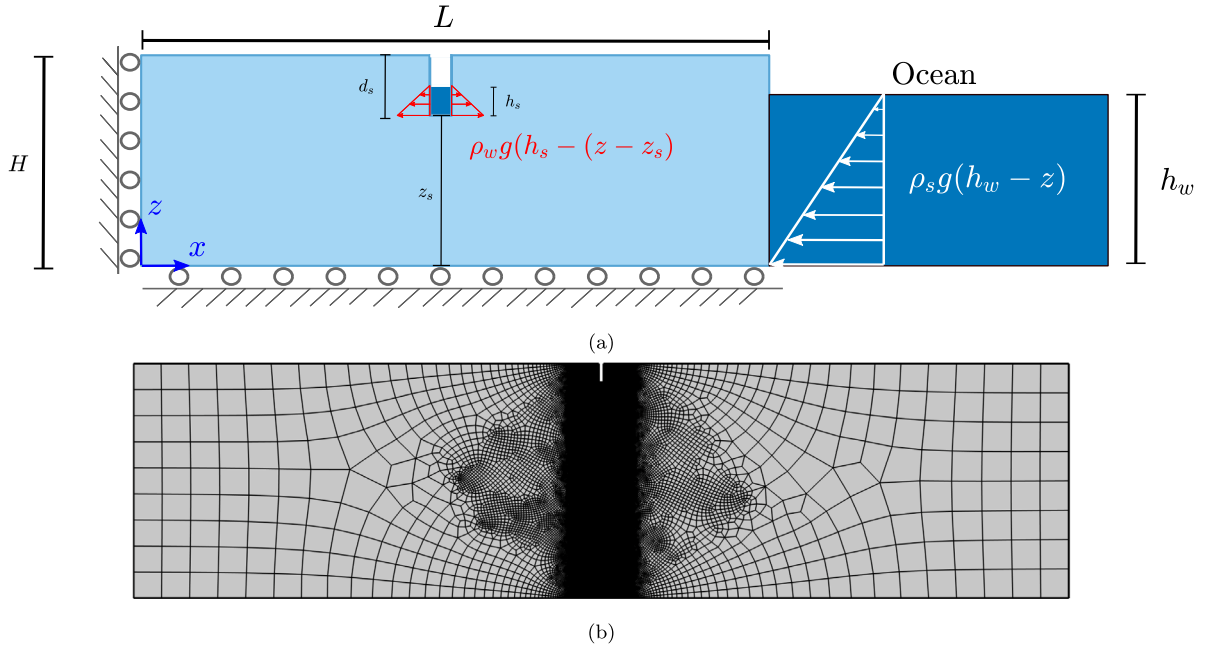 L
Ocean
d_s
h_s
ρ_w g(h_s − (z − z_s)
H
z_s
ρ_s g(h_w − z)
h_w
z
x
(a)
(b)